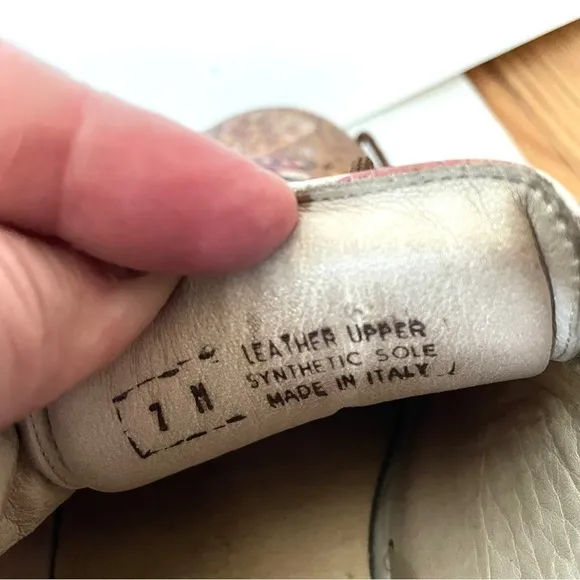 7 M
LEATHER UPPER
SYNTHETIC SOLE
MADE IN ITALY